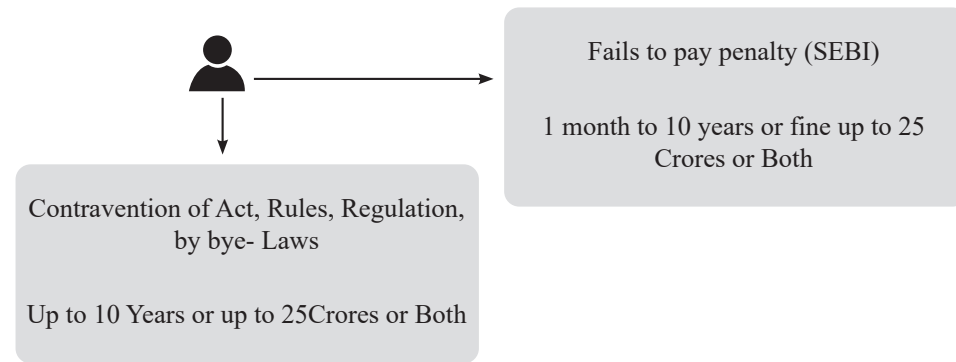 Fails to pay penalty (SEBI)
1 month to 10 years or fine up to 25
Crores or Both
Contravention of Act, Rules, Regulation,
by bye- Laws
Up to 10 Years or up to 25Crores or Both